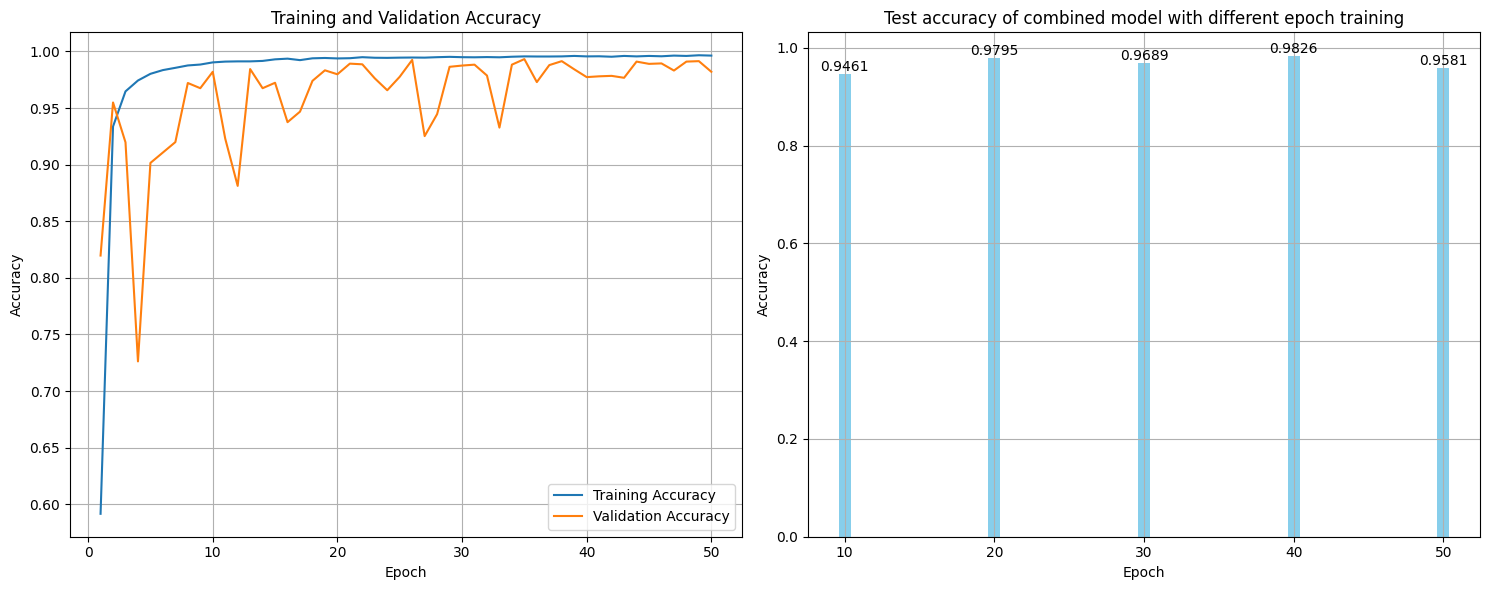 Training and Validation Accuracy
1.00
0.95
0.90
0.85
0.80
0.75
0.70
0.65
0.60
Accuracy
0 10 20 30 40 50
Epoch
Training Accuracy
Validation Accuracy
Test accuracy of combined model with different epoch training
1.0
0.8
0.6
0.4
0.2
0.0
Accuracy
0.9461 0.9795 0.9689 0.9826 0.9581
10 20 30 40 50
Epoch